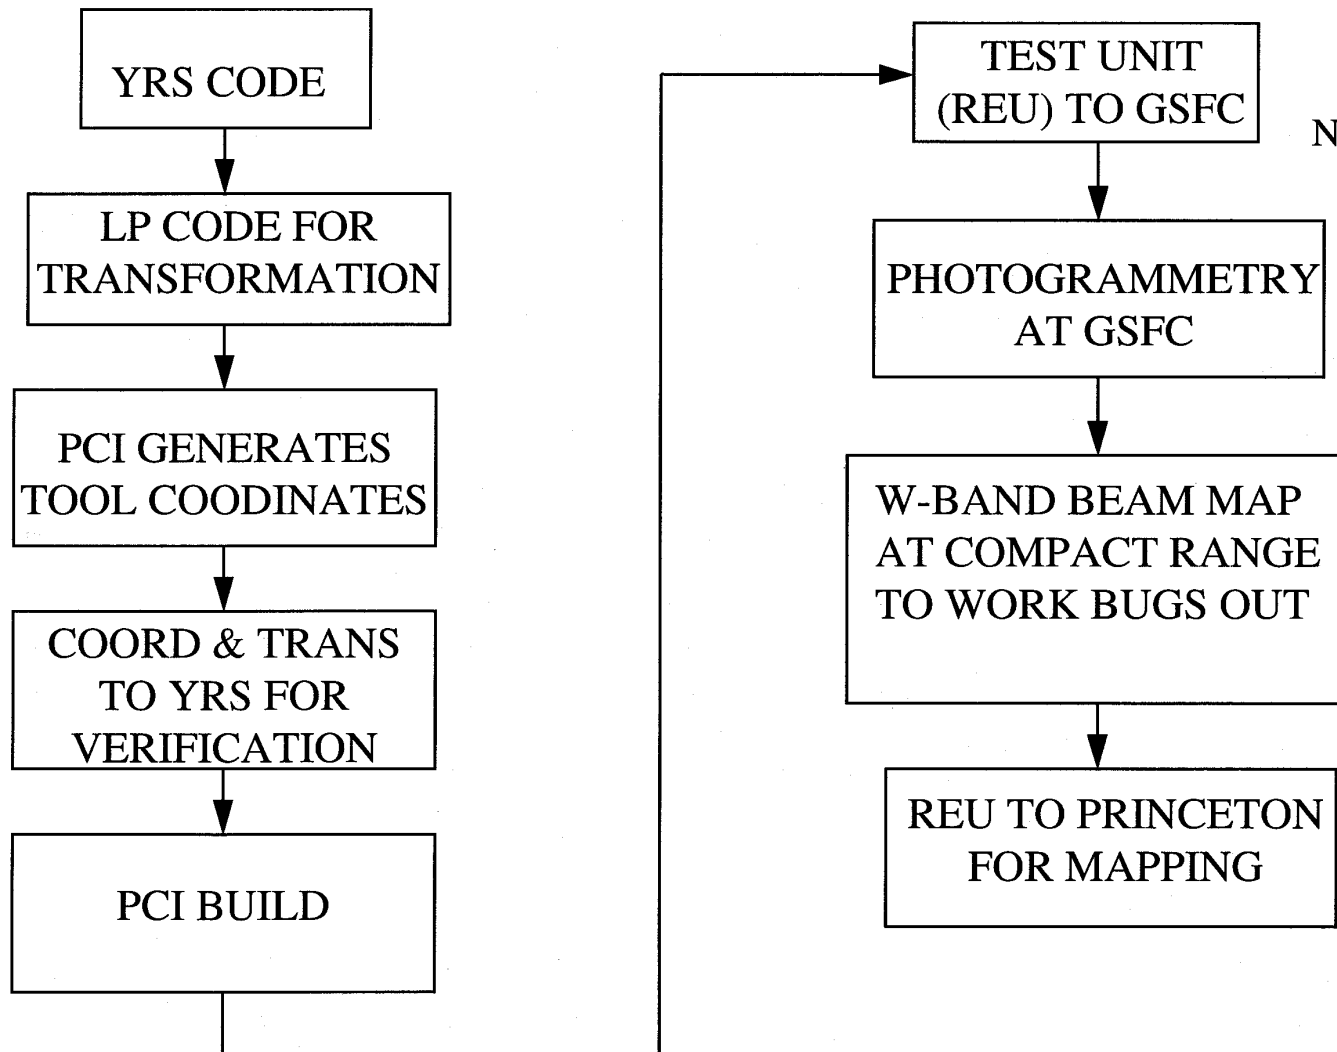 YRS CODE
LP CODE FOR
TRANSFORMATION
PCI GENERATES
TOOL COODINATES
COORD & TRANS
TO YRS FOR
VERIFICATION
PCI BUILD
TEST UNIT
(REU) TO GSFC
N
PHOTOGRAMMETRY
AT GSFC
W-BAND BEAM MAP
AT COMPACT RANGE
TO WORK BUGS OUT
REU TO PRINCETON
FOR MAPPING